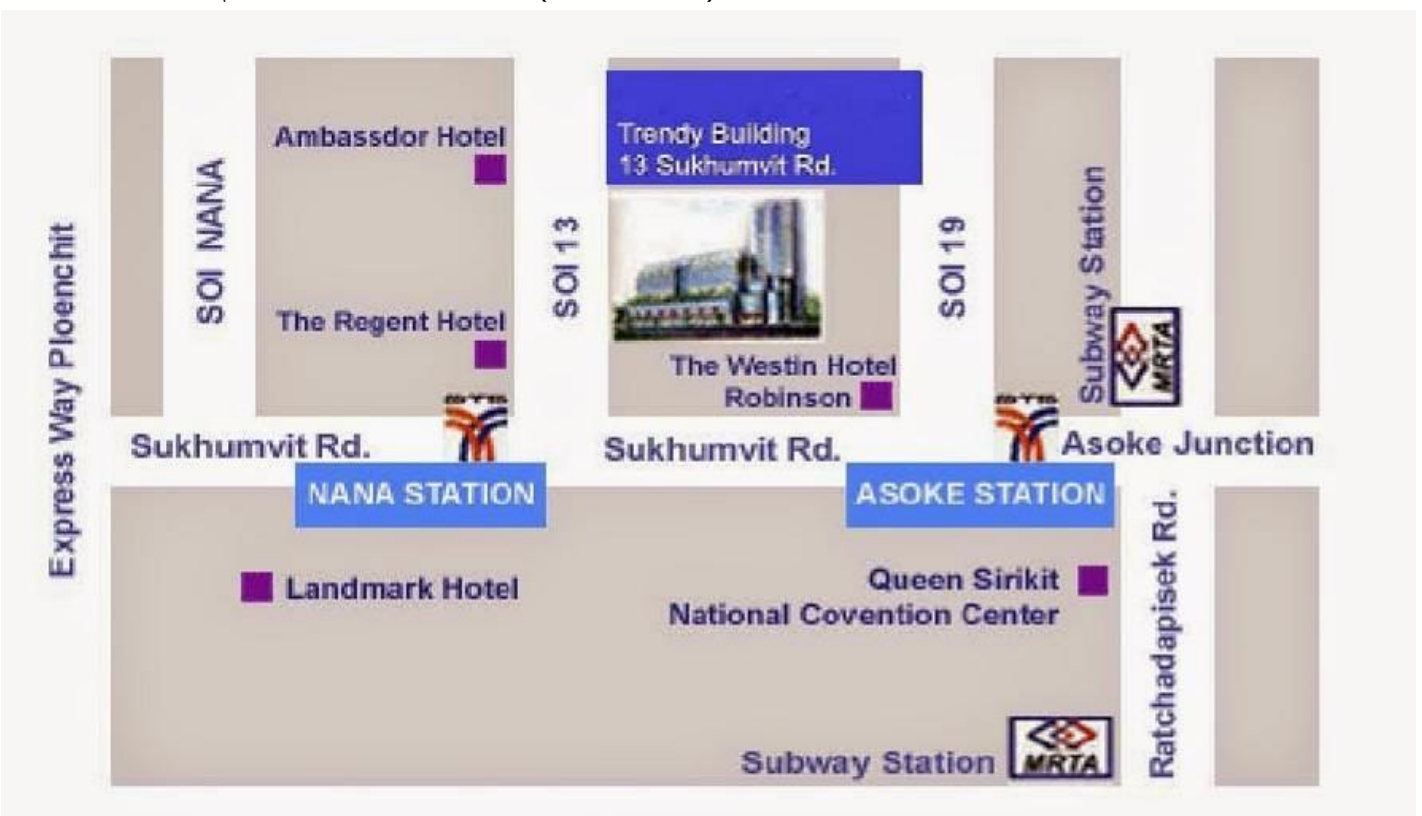 Ambassdor Hotel
Trendy Building
13 Sukhumvit Rd.
SOI NANA
SOI 13
SOI 19
Subway Station
Express Way Ploenchit
The Regent Hotel
The Westin Hotel
Robinson
MRTA
Sukhumvit Rd.
Sukhumvit Rd.
Asoke Junction
NANA STATION
ASOKE STATION
Landmark Hotel
Queen Sirikit
National Covention Center
Ratchadapisek Rd.
Subway Station
MRTA